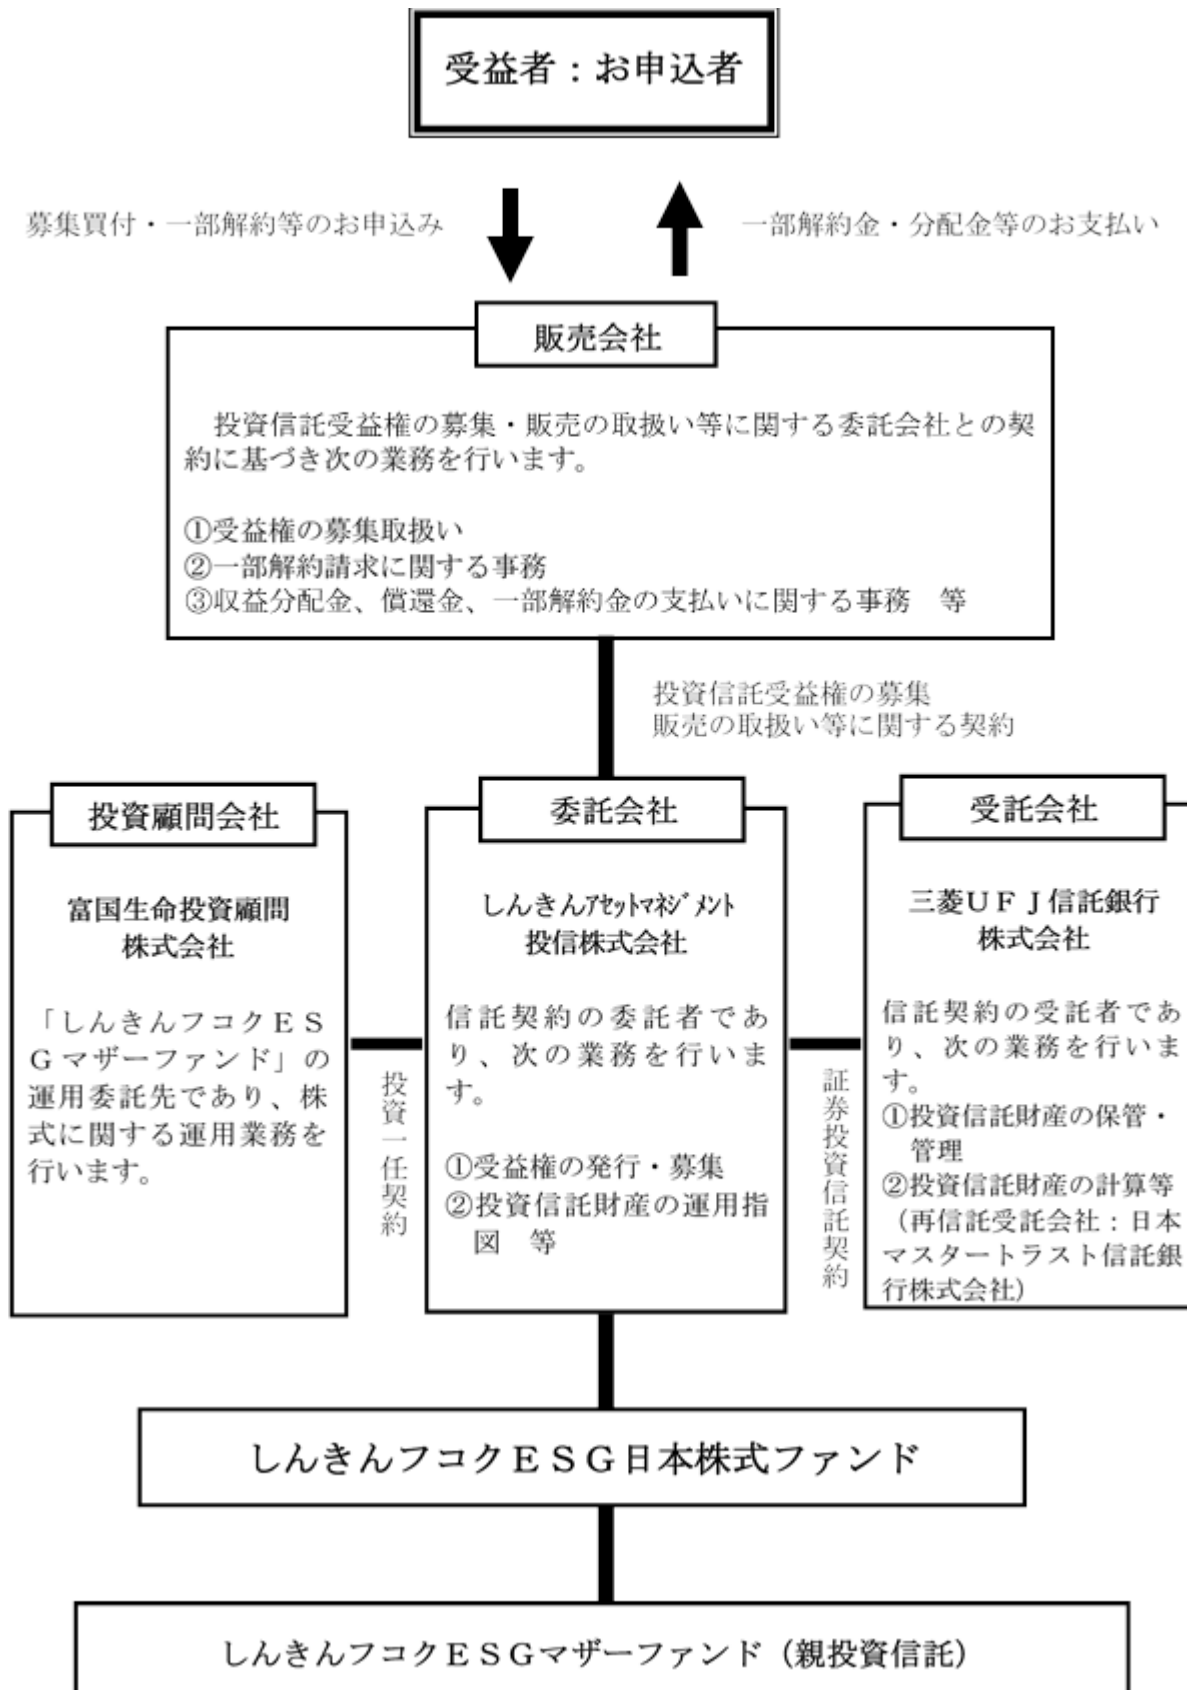 受益者：お申込者
募集買付・一部解約等のお申込み
一部解約金・分配金等のお支払い
販売会社
投資信託受益権の募集・販売の取扱い等に関する委託会社との契
約に基づき次の業務を行います。
①受益権の募集取扱い
②一部解約請求に関する事務
③収益分配金、償還金、一部解約金の支払いに関する事務　等
投資信託受益権の募集
販売の取扱い等に関する契約
投資顧問会社
富国生命投資顧問
株式会社
「しんきんフコクＥＳ
Ｇマザーファンド」の
運用委託先であり、株
式に関する運用業務を
行います。
投資一任契約
委託会社
しんきんｱｾｯﾄﾏﾈｼﾞﾒﾝﾄ
投信株式会社
信託契約の委託者であ
り、次の業務を行いま
す。
①受益権の発行・募集
②投資信託財産の運用指
図　等
証券投資信託契約
受託会社
三菱ＵＦＪ信託銀行
株式会社
信託契約の受託者であ
り、次の業務を行いま
す。
①投資信託財産の保管・
管理
②投資信託財産の計算等
（再信託受託会社：日本
マスタートラスト信託銀
行株式会社）
しんきんフコクＥＳＧ日本株式ファンド
しんきんフコクＥＳＧマザーファンド（親投資信託）